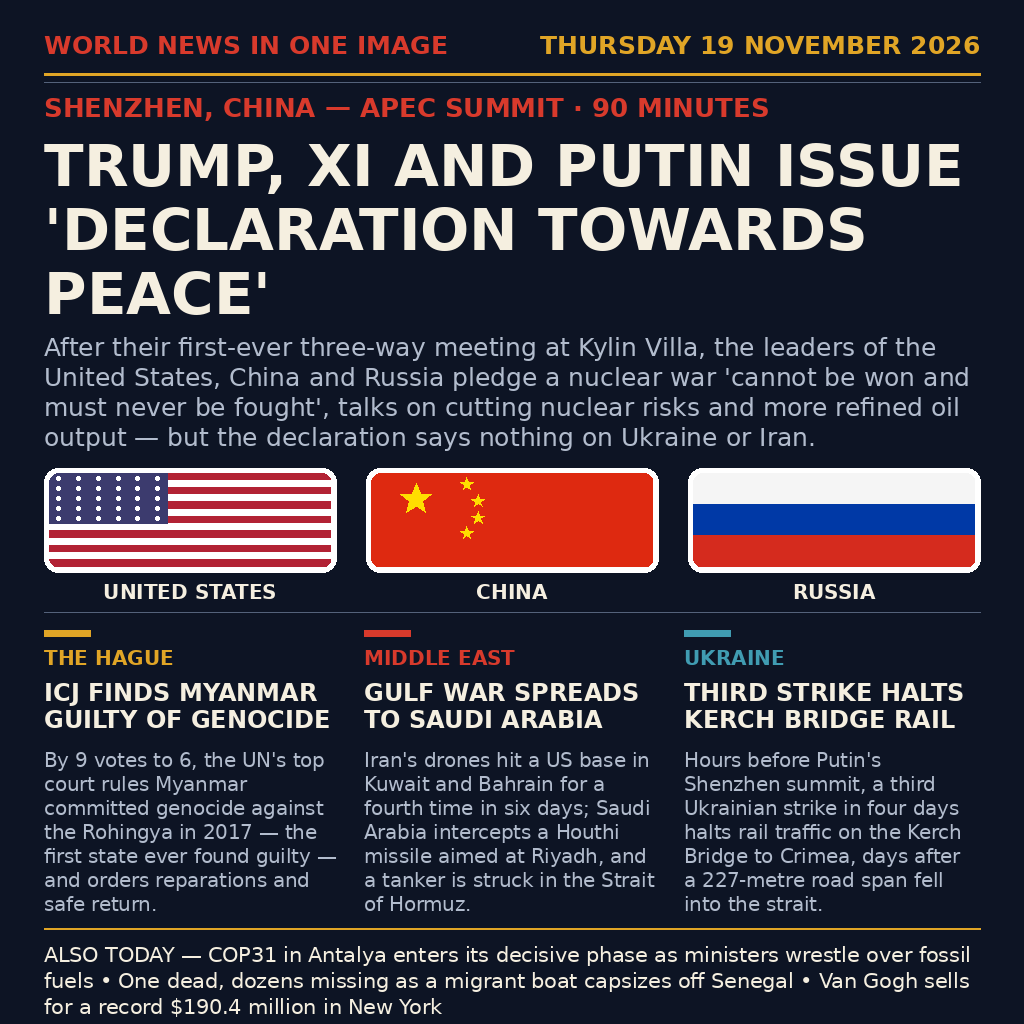 WORLD NEWS IN ONE IMAGE
THURSDAY 19 NOVEMBER 2026
SHENZHEN, CHINA — APEC SUMMIT · 90 MINUTES
TRUMP, XI AND PUTIN ISSUE
'DECLARATION TOWARDS
PEACE'
After their first-ever three-way meeting at Kylin Villa, the leaders of the
United States, China and Russia pledge a nuclear war 'cannot be won and
must never be fought', talks on cutting nuclear risks and more refined oil
output — but the declaration says nothing on Ukraine or Iran.
UNITED STATES
CHINA
RUSSIA
THE HAGUE
ICJ FINDS MYANMAR
GUILTY OF GENOCIDE
By 9 votes to 6, the UN's top
court rules Myanmar
committed genocide against
the Rohingya in 2017 — the
first state ever found guilty —
and orders reparations and
safe return.
MIDDLE EAST
GULF WAR SPREADS
TO SAUDI ARABIA
Iran's drones hit a US base in
Kuwait and Bahrain for a
fourth time in six days; Saudi
Arabia intercepts a Houthi
missile aimed at Riyadh, and
a tanker is struck in the Strait
of Hormuz.
UKRAINE
THIRD STRIKE HALTS
KERCH BRIDGE RAIL
Hours before Putin's
Shenzhen summit, a third
Ukrainian strike in four days
halts rail traffic on the Kerch
Bridge to Crimea, days after
a 227-metre road span fell
into the strait.
ALSO TODAY — COP31 in Antalya enters its decisive phase as ministers wrestle over fossil
fuels • One dead, dozens missing as a migrant boat capsizes off Senegal • Van Gogh sells
for a record $190.4 million in New York